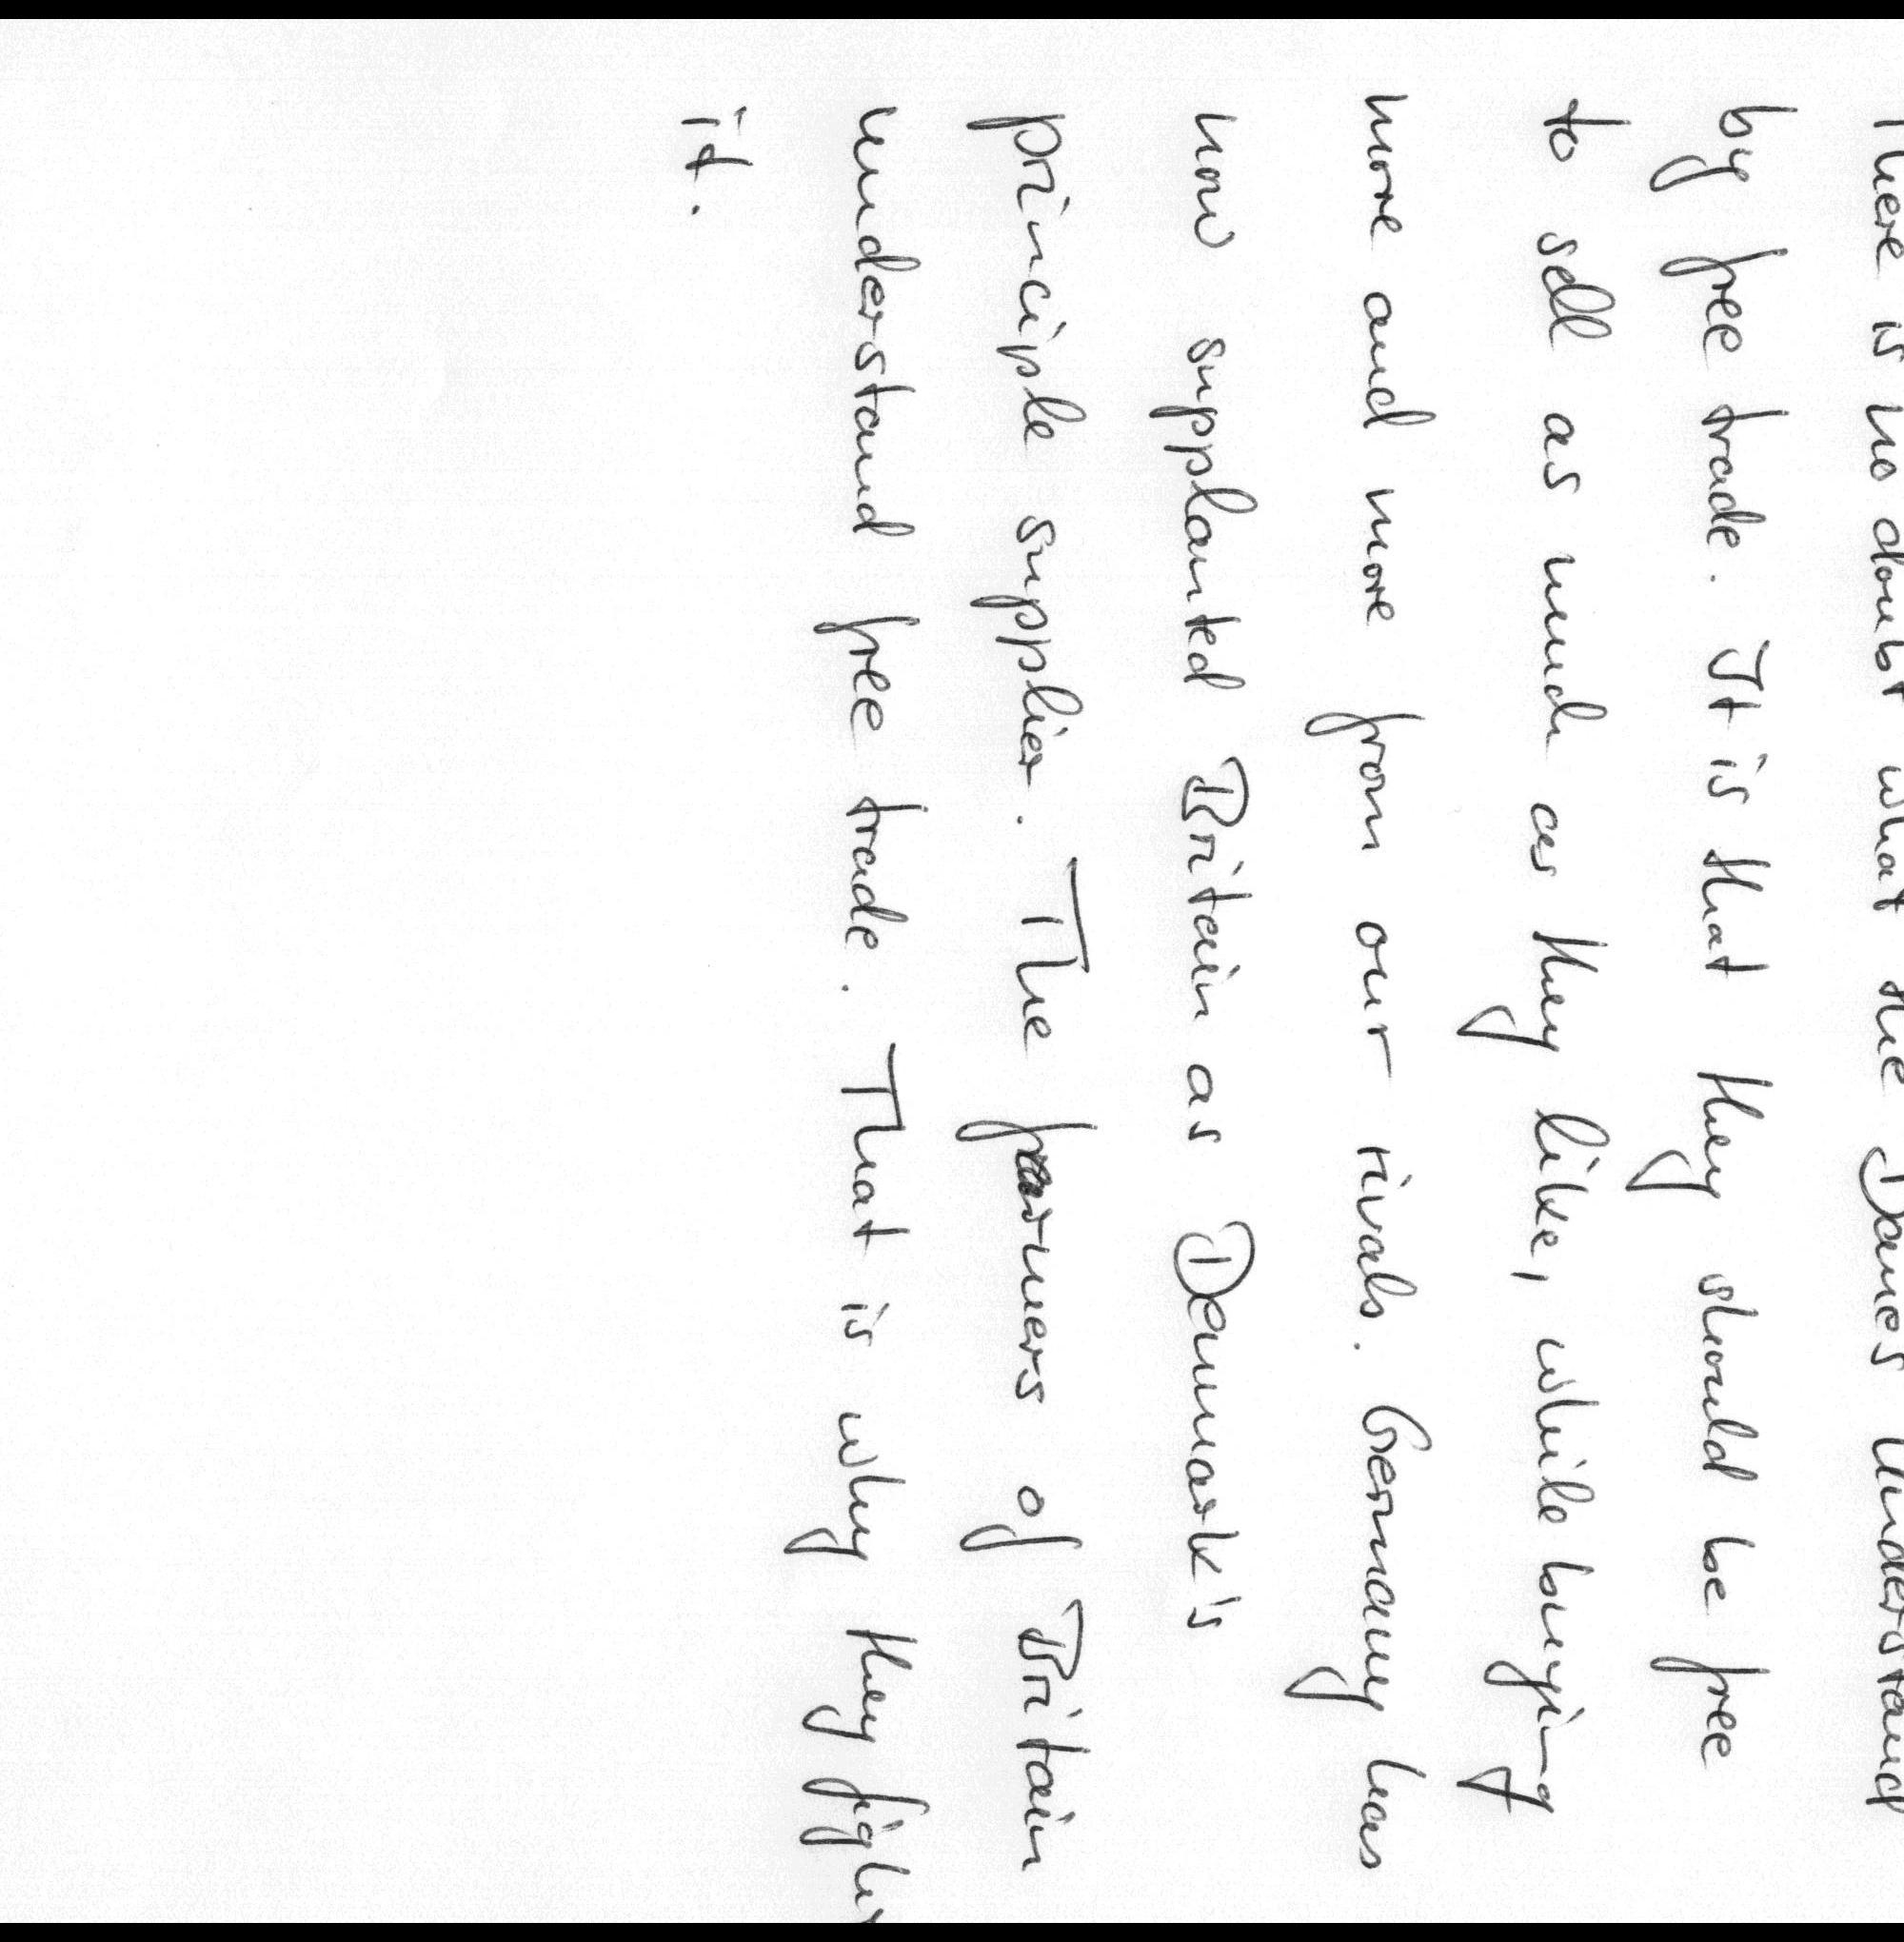 There is no doubt what the Danes understand
by free trade. It is that they should be free
to sell as much as they like, while buying
more and more from our rivals. Germany has
now supplanted Britain as Denmark's
principle supplier. The farmers of Britain
understand free trade. That is why they fight
it.